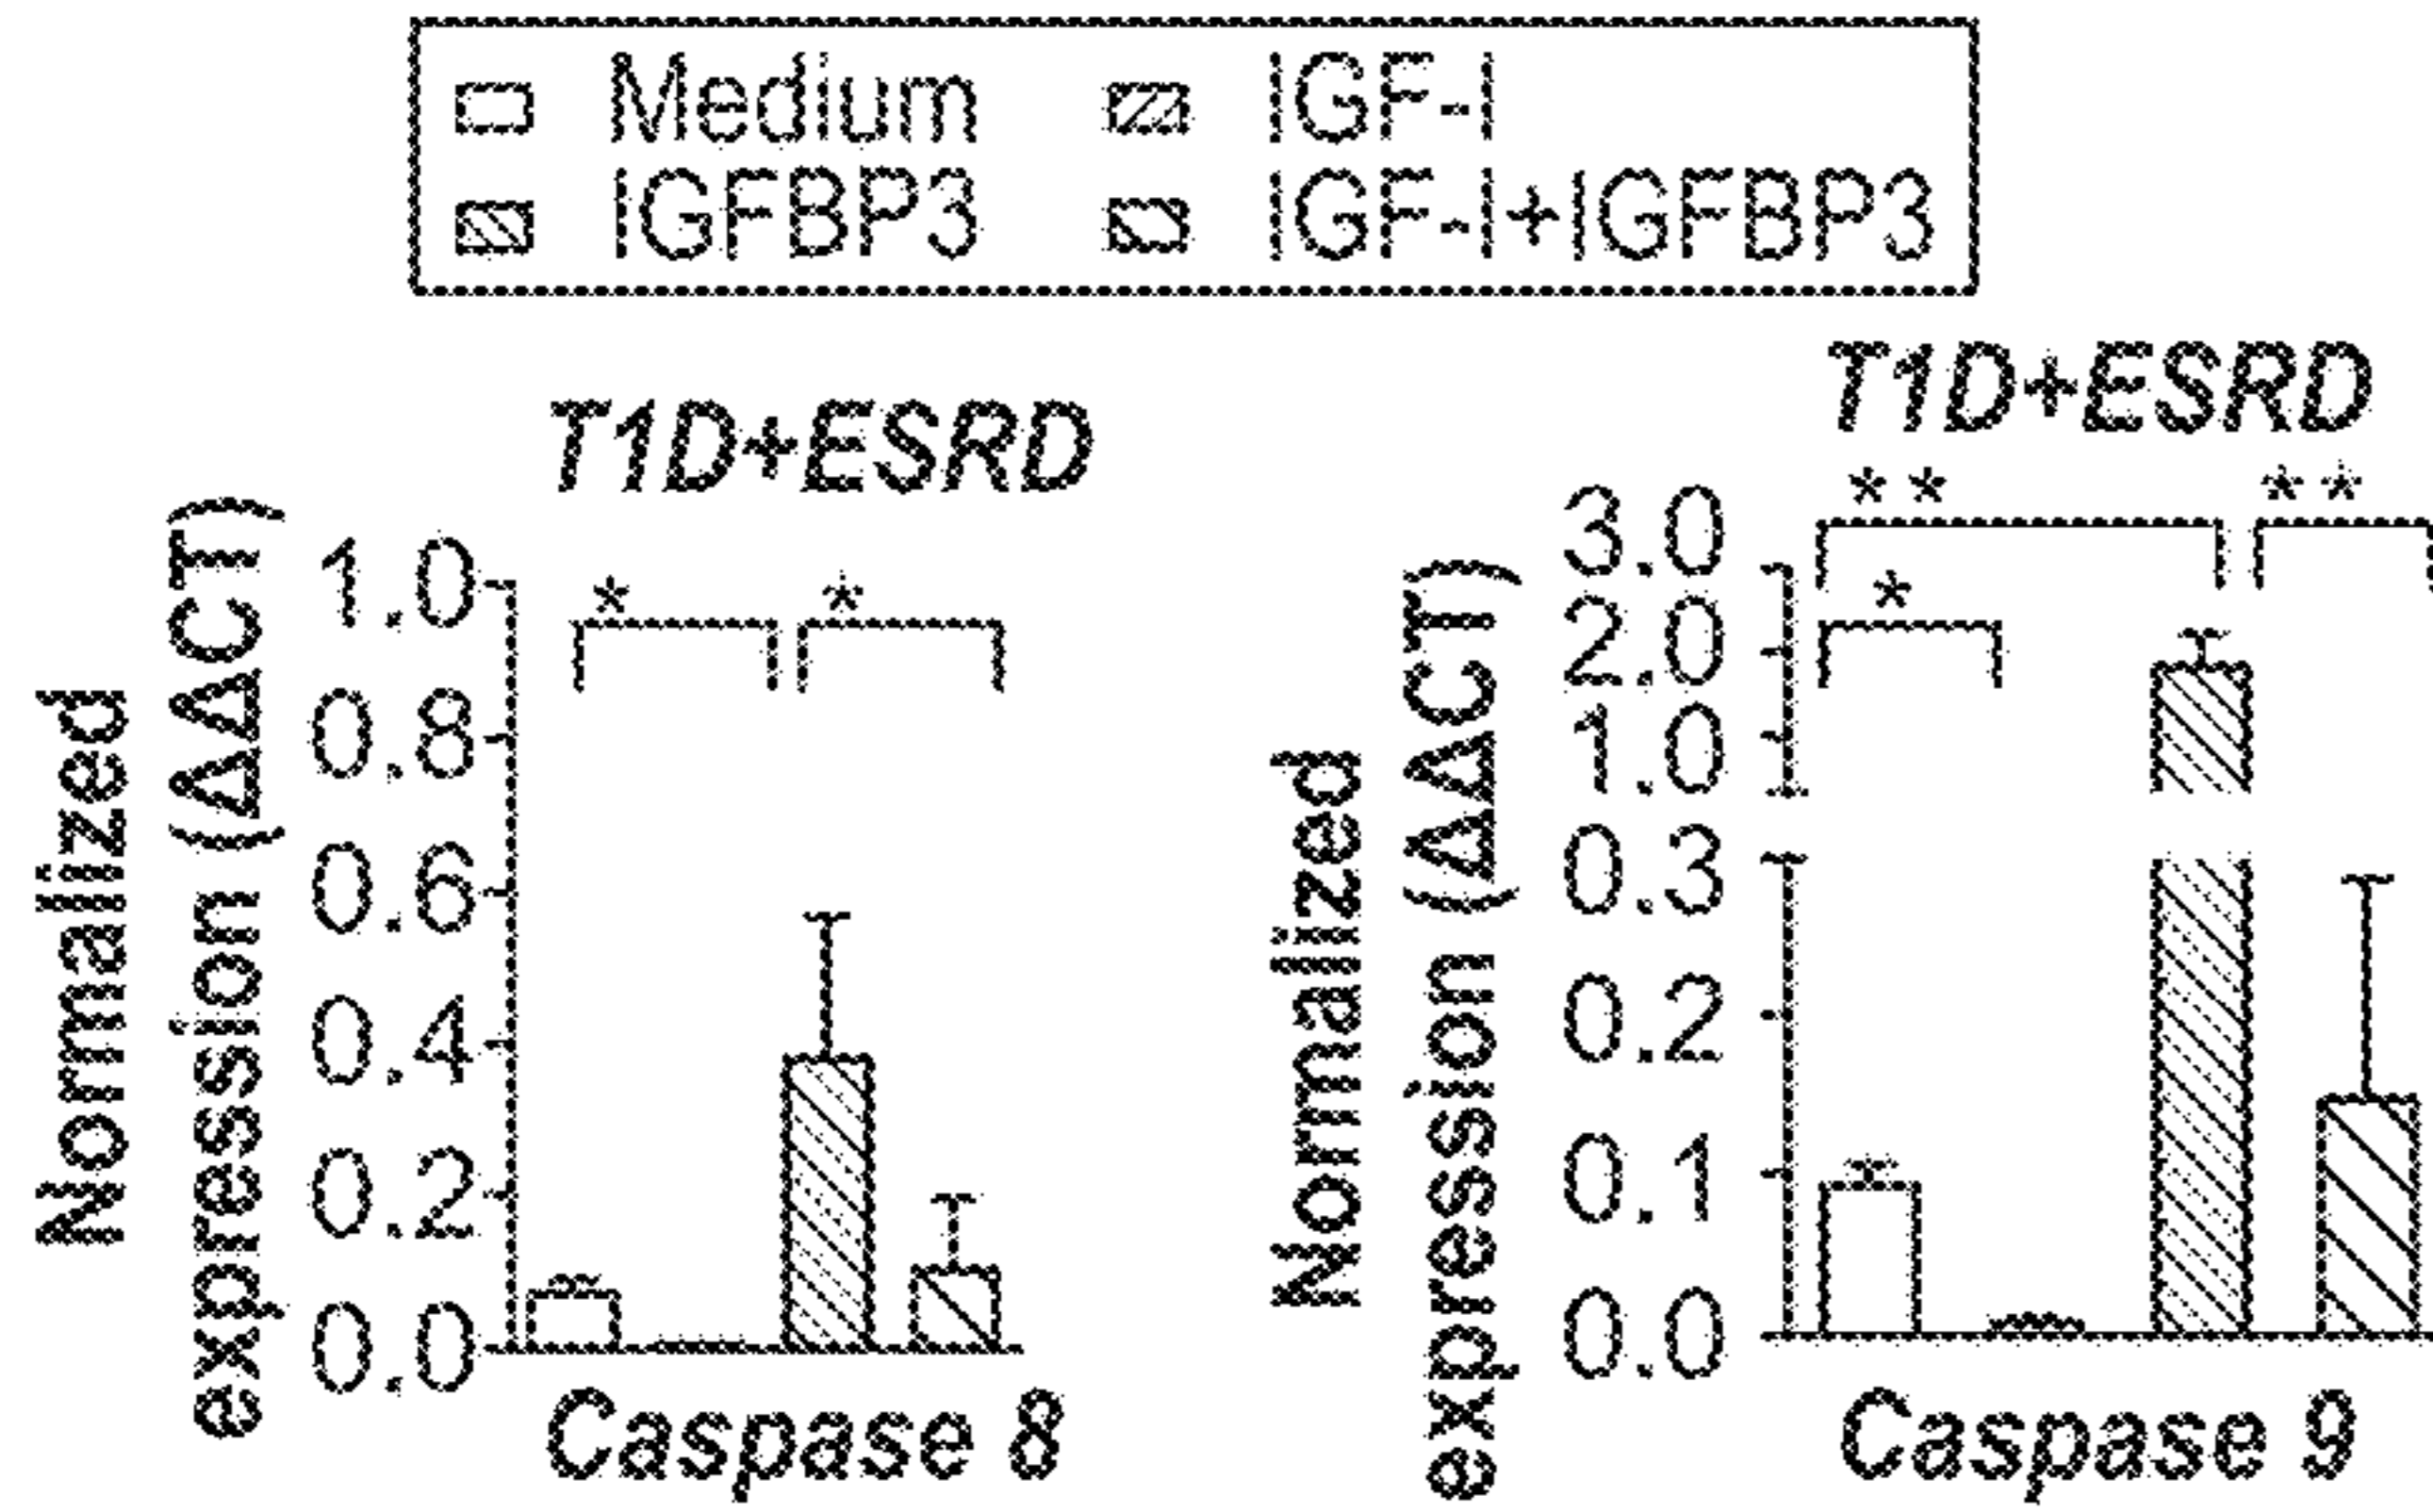 Medium IGF-I
IGFBP3 IGF-I+IGFBP3
T1D+ESRD
* *
Normalized
expression (ΔΔCT)
1.0
0.8
0.6
0.4
0.2
0.0
Caspase 8
T1D+ESRD
** **
*
Normalized
expression (ΔΔCT)
3.0
2.0
1.0
0.3
0.2
0.1
0.0
Caspase 9